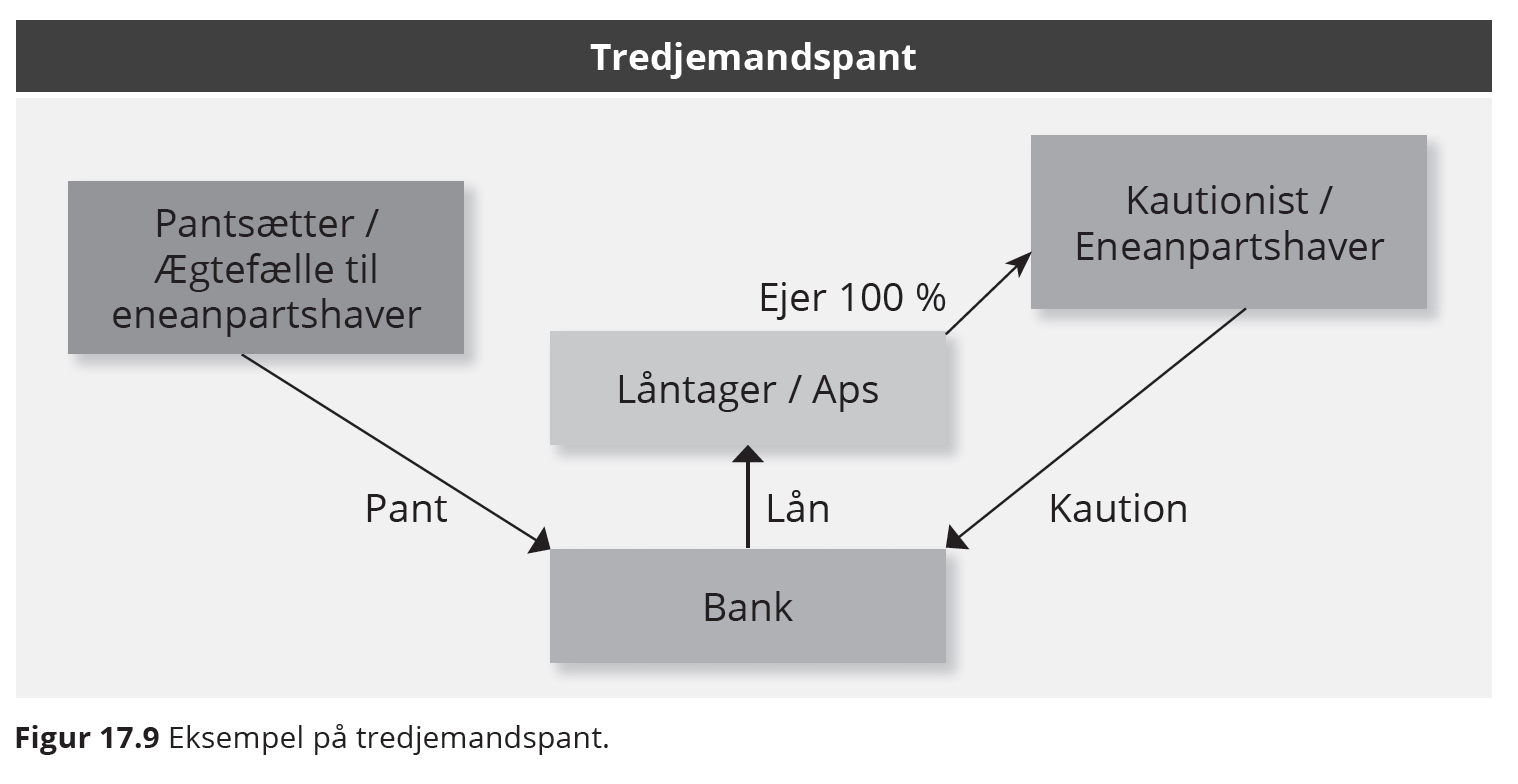 Tredjemandspant
Pantsætter /
Ægtefælle til
eneanpartshaver
Kautionist /
Eneanpartshaver
Ejer 100 %
Låntager / Aps
Pant
Lån
Kaution
Bank
Figur 17.9 Eksempel på tredjemandspant.